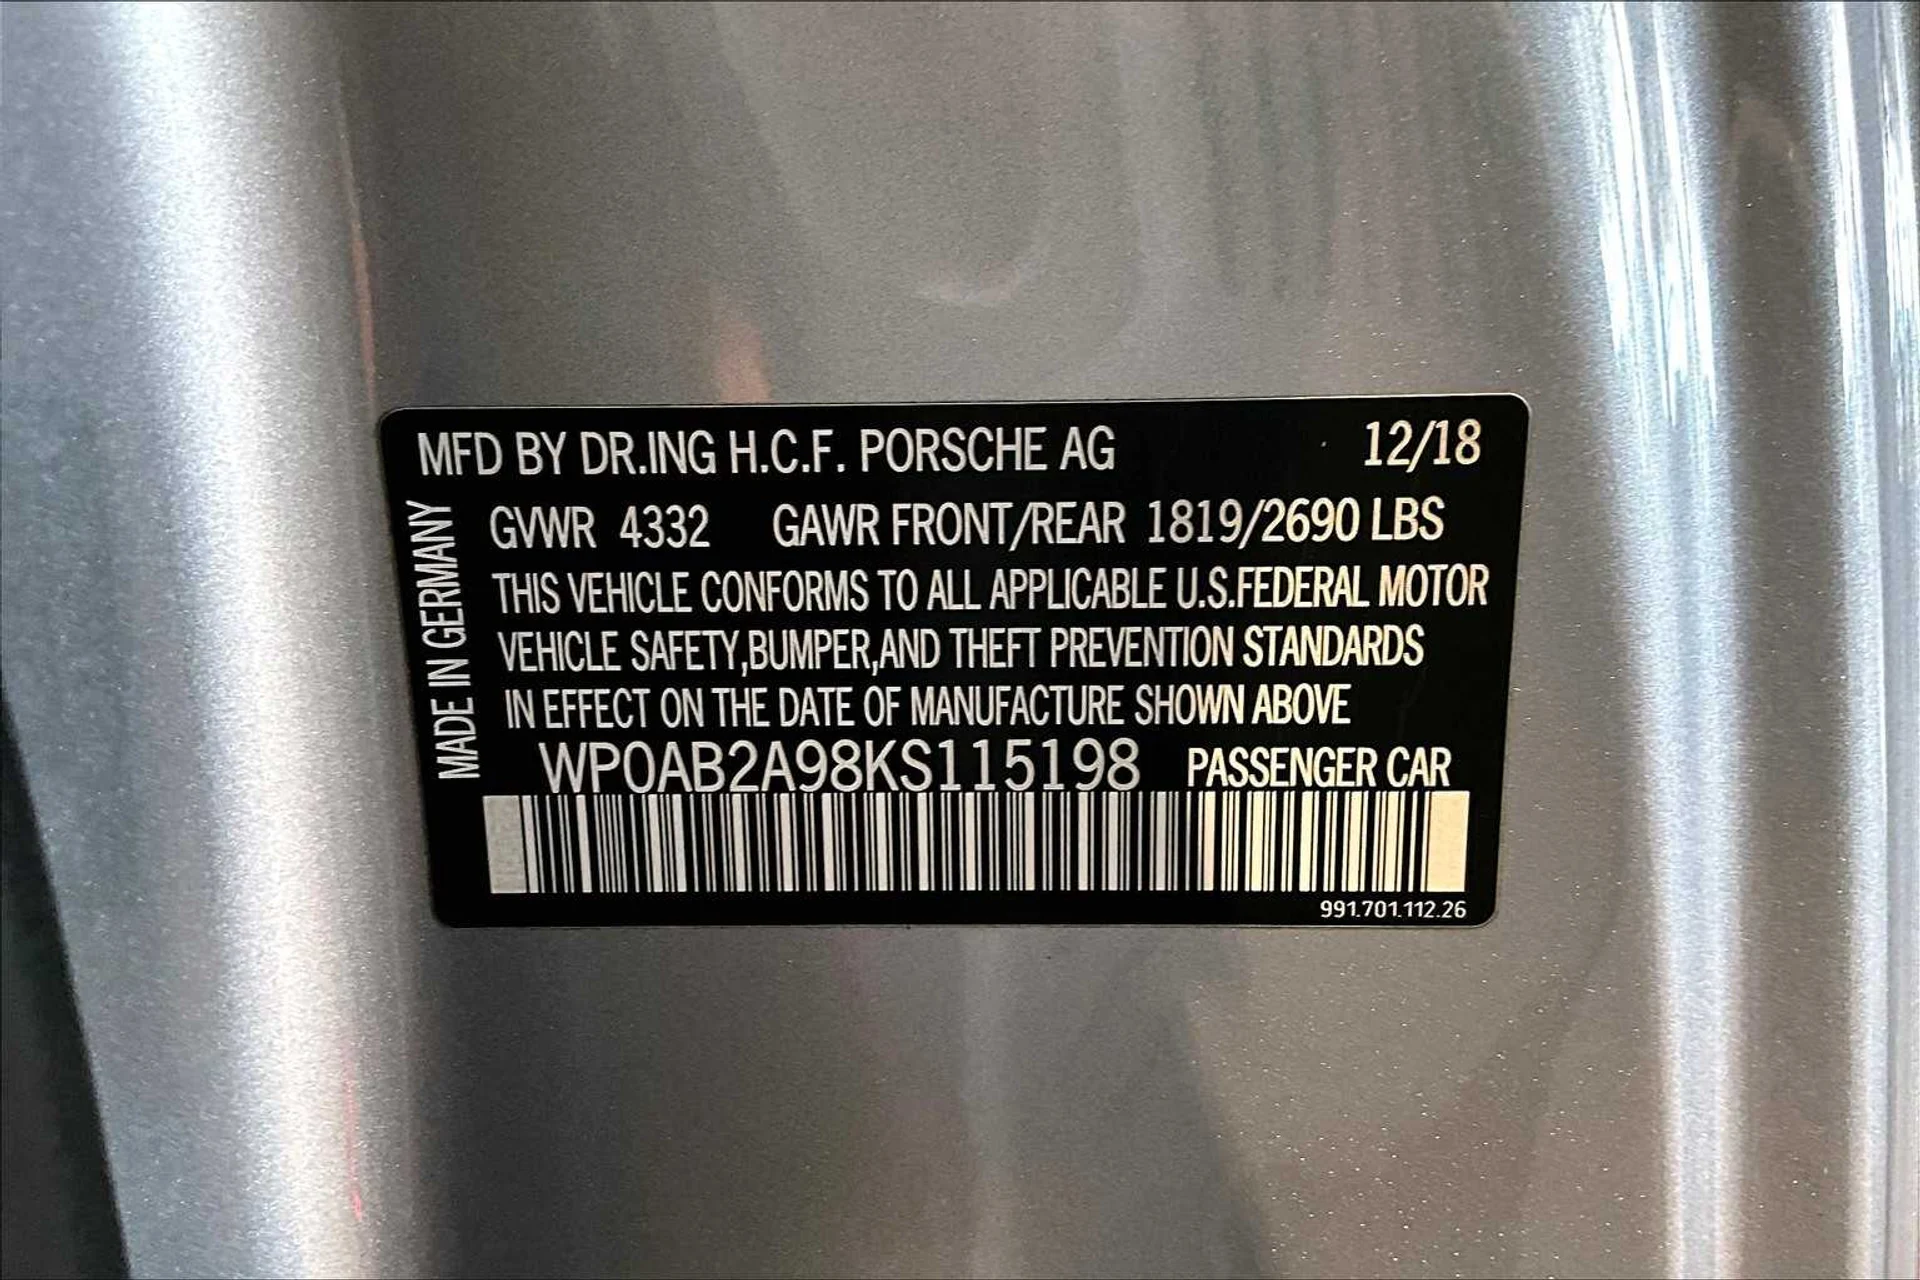 MFD BY DR.ING H.C.F. PORSCHE AG 12/18
MADE IN GERMANY
GVWR 4332 GAWR FRONT/REAR 1819/2690 LBS
THIS VEHICLE CONFORMS TO ALL APPLICABLE U.S.FEDERAL MOTOR
VEHICLE SAFETY,BUMPER,AND THEFT PREVENTION STANDARDS
IN EFFECT ON THE DATE OF MANUFACTURE SHOWN ABOVE
WP0AB2A98KS115198 PASSENGER CAR
991.701.112.26